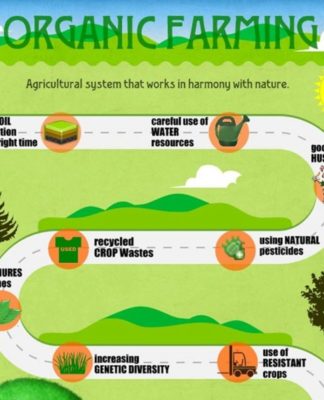 ORGANIC FARMING
Agricultural system that works in harmony with nature.
OIL
tion
right time
careful use of
WATER
resources
goo
HUS
recycled
CROP Wastes
USED
using NATURAL
pesticides
NURES
es
increasing
GENETIC DIVERSITY
use of
RESISTANT
crops